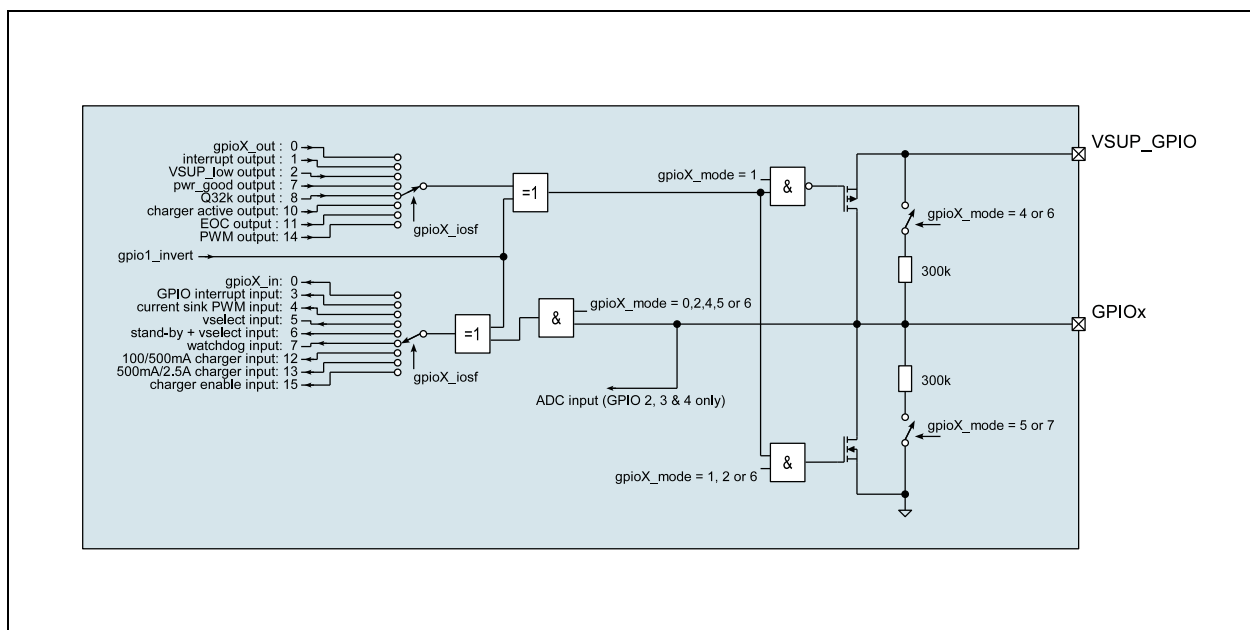 gpioX_out : 0
interrupt output : 1
VSUP_low output : 2
pwr_good output : 7
Q32k output : 8
charger active output: 10
EOC output : 11
PWM output: 14
gpioX_iosf
=1
gpio1_invert
gpioX_in: 0
GPIO interrupt input: 3
current sink PWM input: 4
vselect input: 5
stand-by + vselect input: 6
watchdog input: 7
100/500mA charger input: 12
500mA/2.5A charger input: 13
charger enable input: 15
gpioX_iosf
=1
&
gpioX_mode = 0,2,4,5 or 6
ADC input (GPIO 2, 3 & 4 only)
gpioX_mode = 1
&
gpioX_mode = 1, 2 or 6
&
VSUP_GPIO
gpioX_mode = 4 or 6
300k
GPIOx
300k
gpioX_mode = 5 or 7